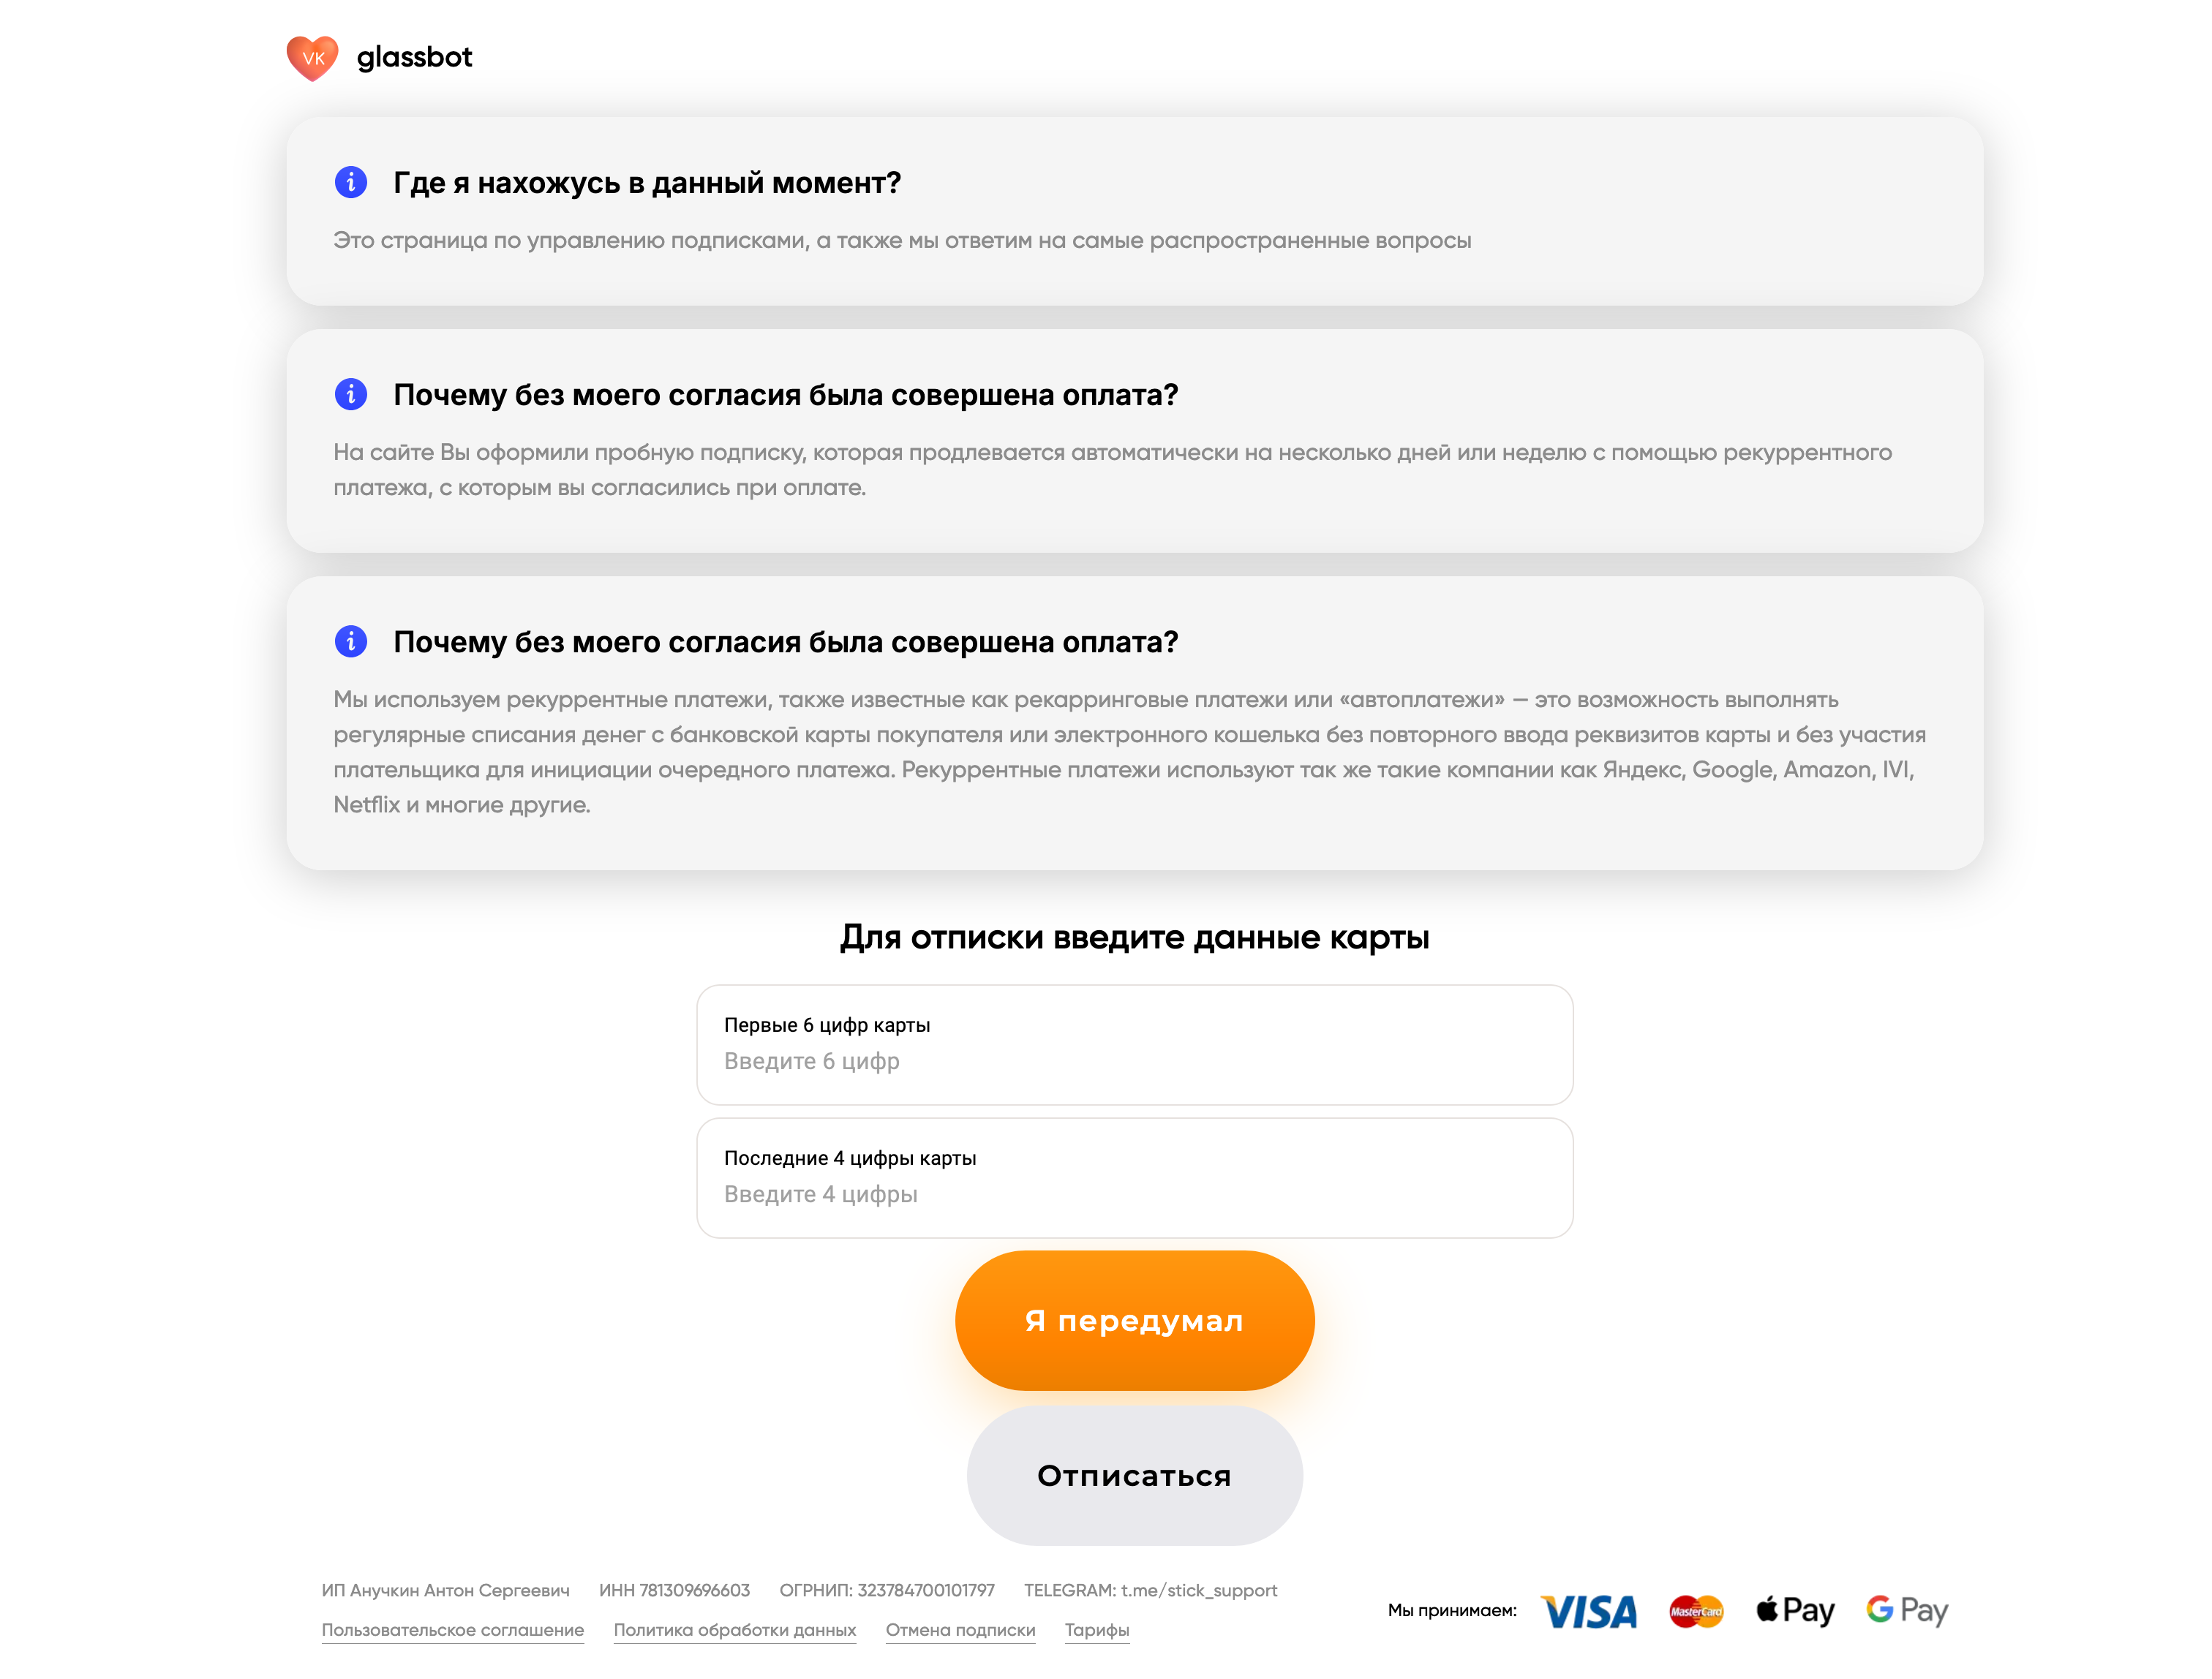 VK glassbot
Где я нахожусь в данный момент?
Это страница по управлению подписками, а также мы ответим на самые распространенные вопросы
Почему без моего согласия была совершена оплата?
На сайте Вы оформили пробную подписку, которая продлевается автоматически на несколько дней или неделю с помощью рекуррентного
платежа, с которым вы согласились при оплате.
Почему без моего согласия была совершена оплата?
Мы используем рекуррентные платежи, также известные как рекарринговые платежи или «автоплатежи» — это возможность выполнять
регулярные списания денег с банковской карты покупателя или электронного кошелька без повторного ввода реквизитов карты и без участия
плательщика для инициации очередного платежа. Рекуррентные платежи используют так же такие компании как Яндекс, Google, Amazon, IVI,
Netflix и многие другие.
Для отписки введите данные карты
Первые 6 цифр карты
Введите 6 цифр
Последние 4 цифры карты
Введите 4 цифры
Я передумал
Отписаться
ИП Анучкин Антон Сергеевич ИНН 781309696603 ОГРНИП: 323784700101797 TELEGRAM: t.me/stick_support
Пользовательское соглашение Политика обработки данных Отмена подписки Тарифы
Мы принимаем: VISA MasterCard Pay G Pay